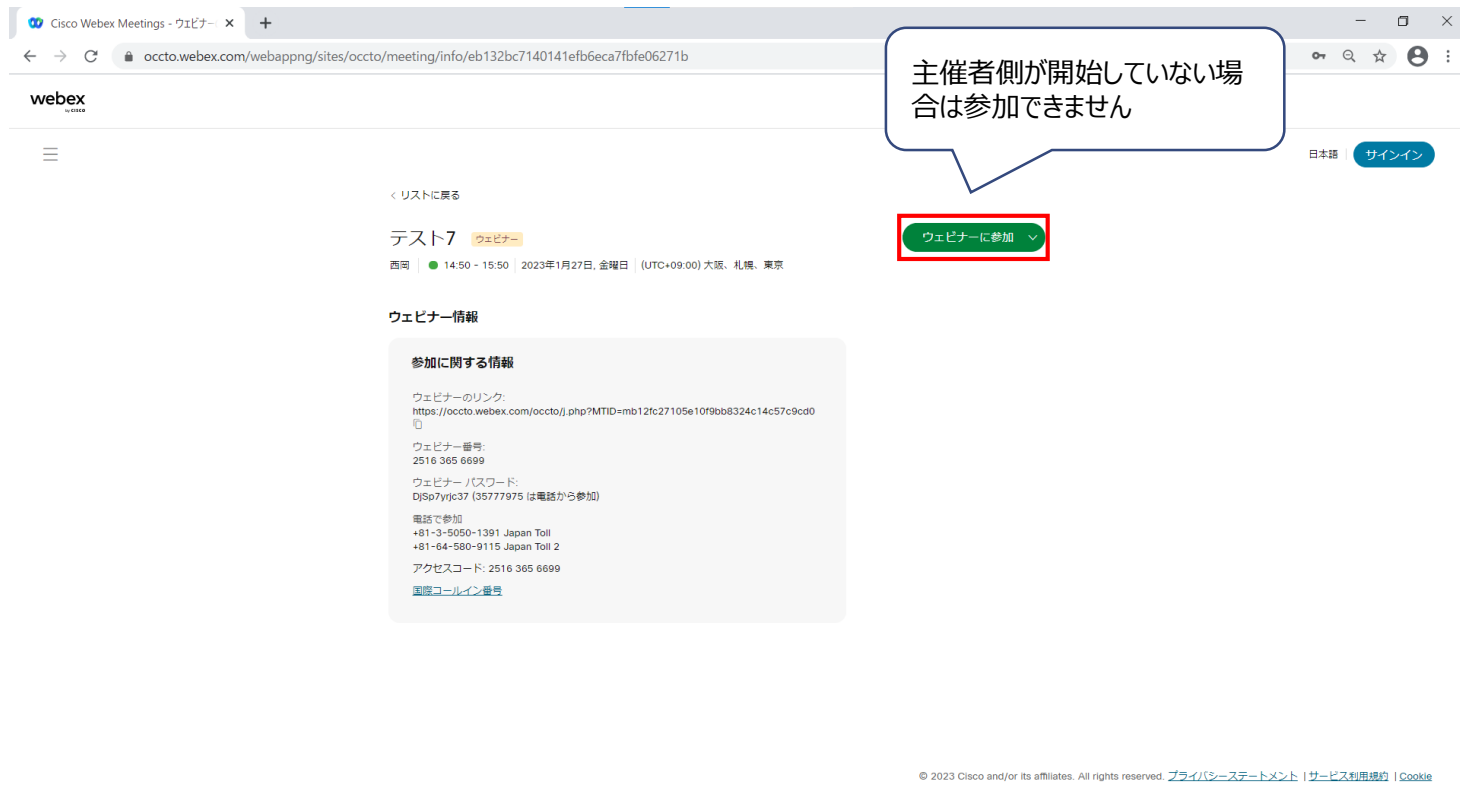 Cisco Webex Meetings - ウェビナー
occto.webex.com/webappng/sites/occto/meeting/info/eb132bc7140141efb6eca7fbfe06271b
主催者側が開始していない場
合は参加できません
webex
by CISCO
日本語 サインイン
リストに戻る
テスト7 ウェビナー
ウェビナーに参加
西岡 14:50 - 15:50 2023年1月27日, 金曜日 (UTC+09:00) 大阪、札幌、東京
ウェビナー情報
参加に関する情報
ウェビナーのリンク:
https://occto.webex.com/occto/j.php?MTID=mb12fc27105e10f9bb8324c14c57c9cd0
ウェビナー番号:
2516 365 6699
ウェビナー パスワード:
DjSp7yrjc37 (35777975 は電話から参加)
電話で参加
+81-3-5050-1391 Japan Toll
+81-64-580-9115 Japan Toll 2
アクセスコード: 2516 365 6699
国際コールイン番号
© 2023 Cisco and/or its affiliates. All rights reserved. プライバシーステートメント | サービス利用規約 | Cookie